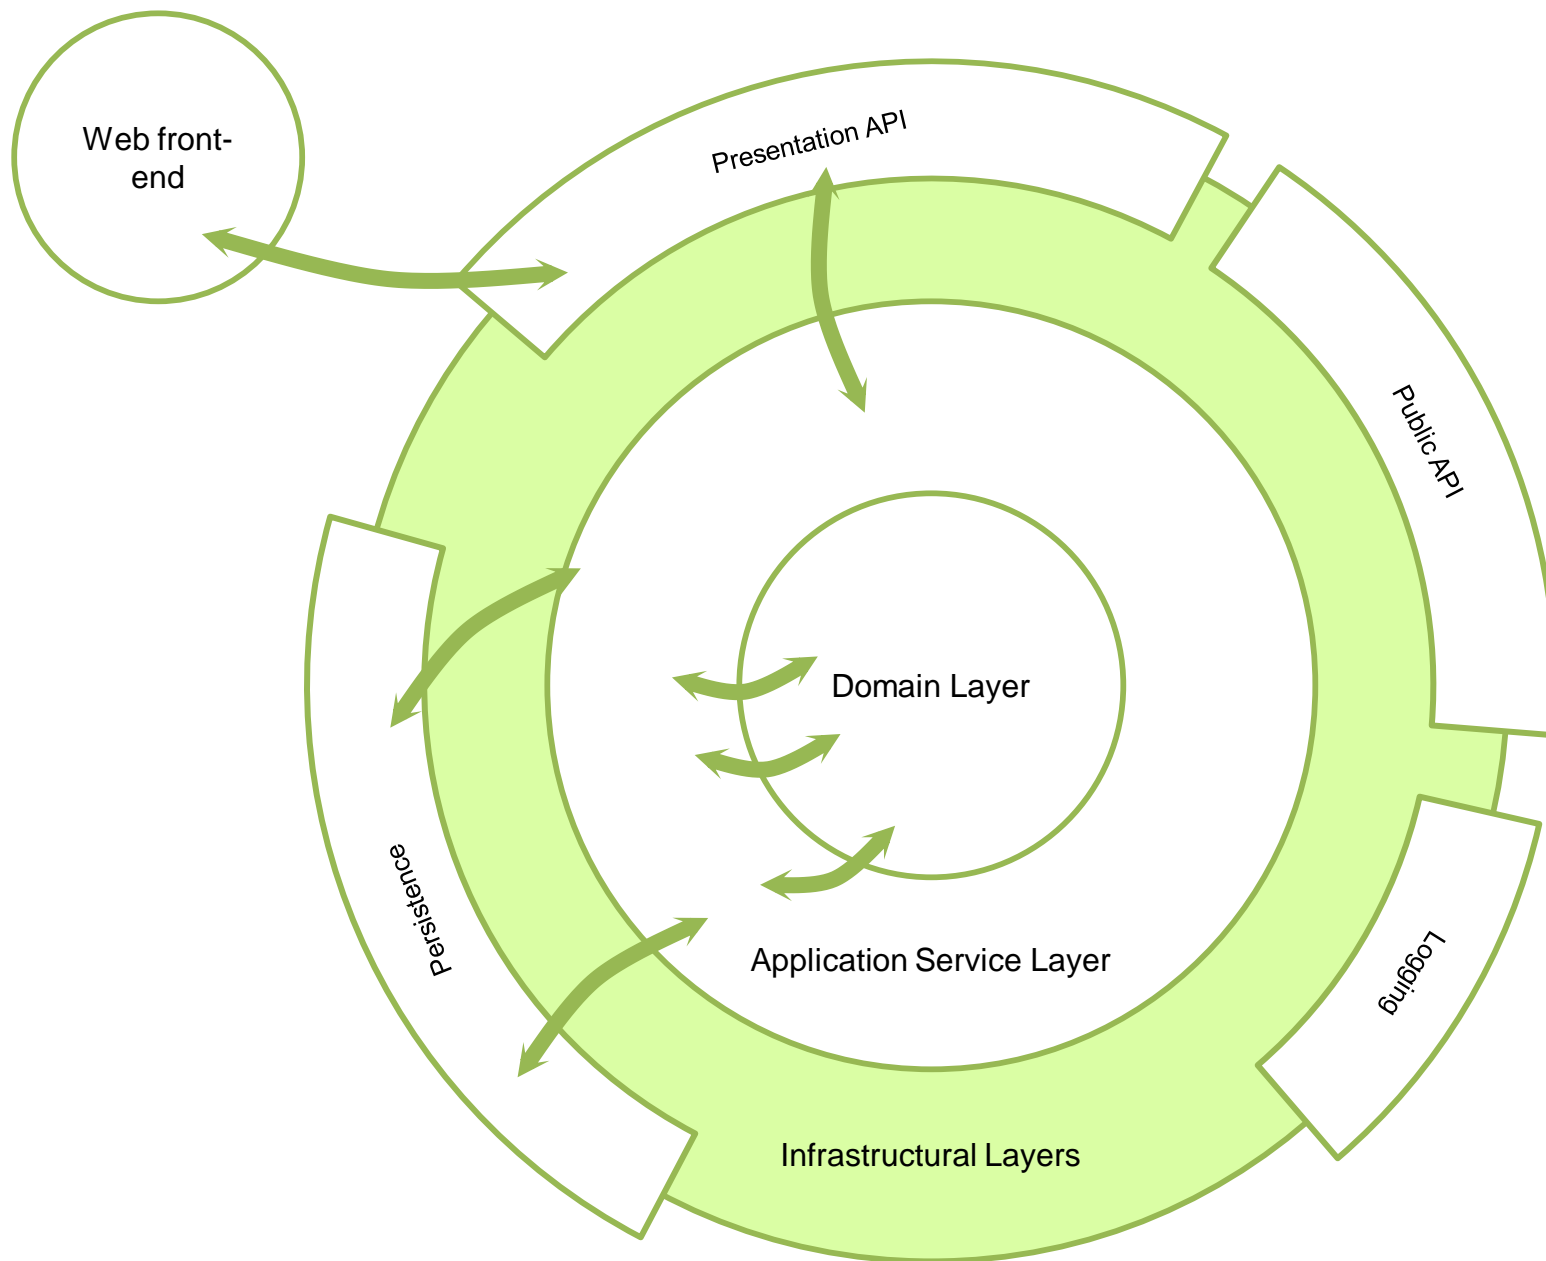 Web front-
end
Presentation API
Public API
Domain Layer
Persistence
Application Service Layer
Logging
Infrastructural Layers